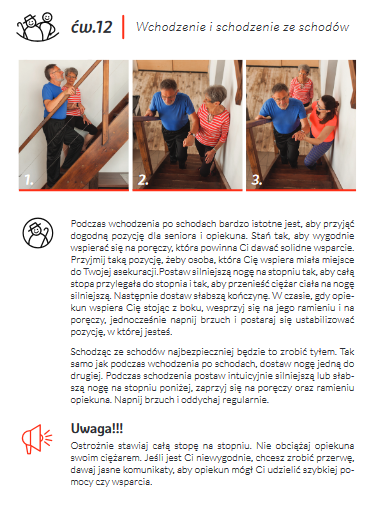 ćw.12 Wchodzenie i schodzenie ze schodów
1. 2. 3.
Podczas wchodzenia po schodach bardzo istotne jest, aby przyjąć
dogodną pozycję dla seniora i opiekuna. Stań tak, aby wygodnie
wspierać się na poręczy, która powinna Ci dawać solidne wsparcie.
Przyjmij taką pozycję, żeby osoba, która Cię wspiera miała miejsce
do Twojej asekuracji.Postaw silniejszą nogę na stopniu tak, aby cała
stopa przylegała do stopnia i tak, aby przenieść ciężar ciała na nogę
silniejszą. Następnie dostaw słabszą kończynę. W czasie, gdy opie-
kun wspiera Cię stojąc z boku, wesprzyj się na jego ramieniu i na
poręczy, jednocześnie napnij brzuch i postaraj się ustabilizować
pozycję, w której jesteś.
Schodząc ze schodów najbezpieczniej będzie to zrobić tyłem. Tak
samo jak podczas wchodzenia po schodach, dostaw nogę jedną do
drugiej. Podczas schodzenia postaw intuicyjnie silniejszą lub słab-
szą nogę na stopniu poniżej, zaprzyj się na poręczy oraz ramieniu
opiekuna. Napnij brzuch i oddychaj regularnie.
Uwaga!!!
Ostrożnie stawiaj całą stopę na stopniu. Nie obciążaj opiekuna
swoim ciężarem. Jeśli jest Ci niewygodnie, chcesz zrobić przerwę,
dawaj jasne komunikaty, aby opiekun mógł Ci udzielić szybkiej po-
mocy czy wsparcia.